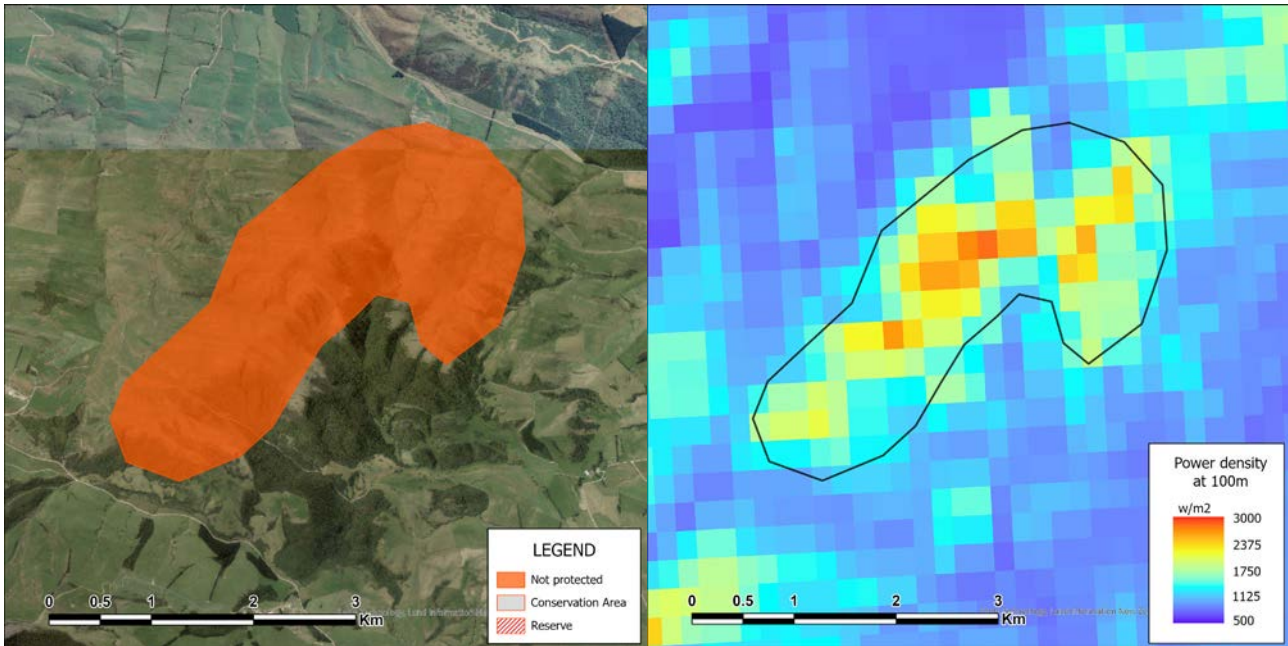 LEGEND
Not protected
Conservation Area
Reserve
0 0.5 1 2 3
Km
Power density
at 100m
w/m2
3000
2375
1750
1125
500
0 0.5 1 2 3
Km